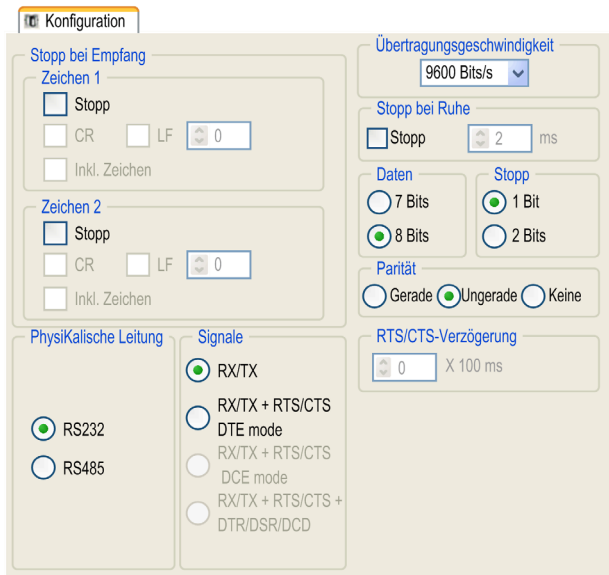 Konfiguration
Stopp bei Empfang
Zeichen 1
Stopp
CR LF 0
Inkl. Zeichen
Zeichen 2
Stopp
CR LF 0
Inkl. Zeichen
PhysiKalische Leitung
RS232
RS485
Signale
RX/TX
RX/TX + RTS/CTS
DTE mode
RX/TX + RTS/CTS
DCE mode
RX/TX + RTS/CTS +
DTR/DSR/DCD
Übertragungsgeschwindigkeit
9600 Bits/s
Stopp bei Ruhe
Stopp 2 ms
Daten
7 Bits
8 Bits
Stopp
1 Bit
2 Bits
Parität
Gerade Ungerade Keine
RTS/CTS-Verzögerung
0 X 100 ms